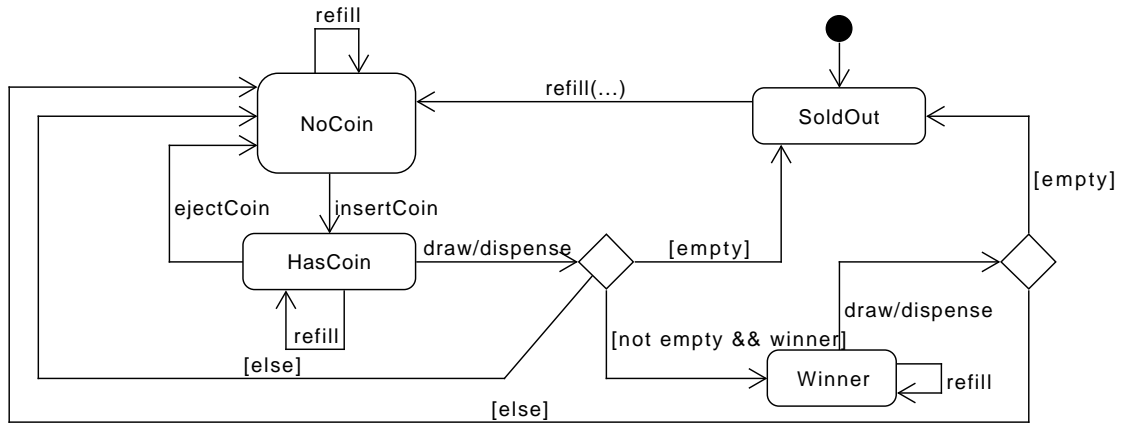 refill
refill(...)
NoCoin
SoldOut
[empty]
ejectCoin
insertCoin
draw/dispense
[empty]
HasCoin
draw/dispense
refill
[not empty && winner]
[else]
Winner
refill
[else]